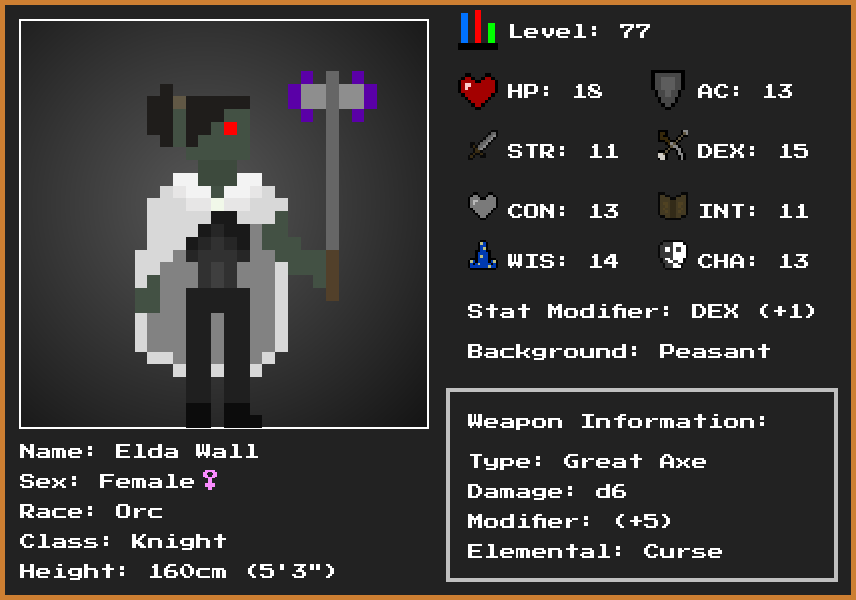 Level: 77
HP: 18
AC: 13
STR: 11
DEX: 15
CON: 13
INT: 11
WIS: 14
CHA: 13
Stat Modifier: DEX (+1)
Background: Peasant
Weapon Information:
Type: Great Axe
Damage: d6
Modifier: (+5)
Elemental: Curse
Name: Elda Wall
Sex: Female♀
Race: Orc
Class: Knight
Height: 160cm (5'3")